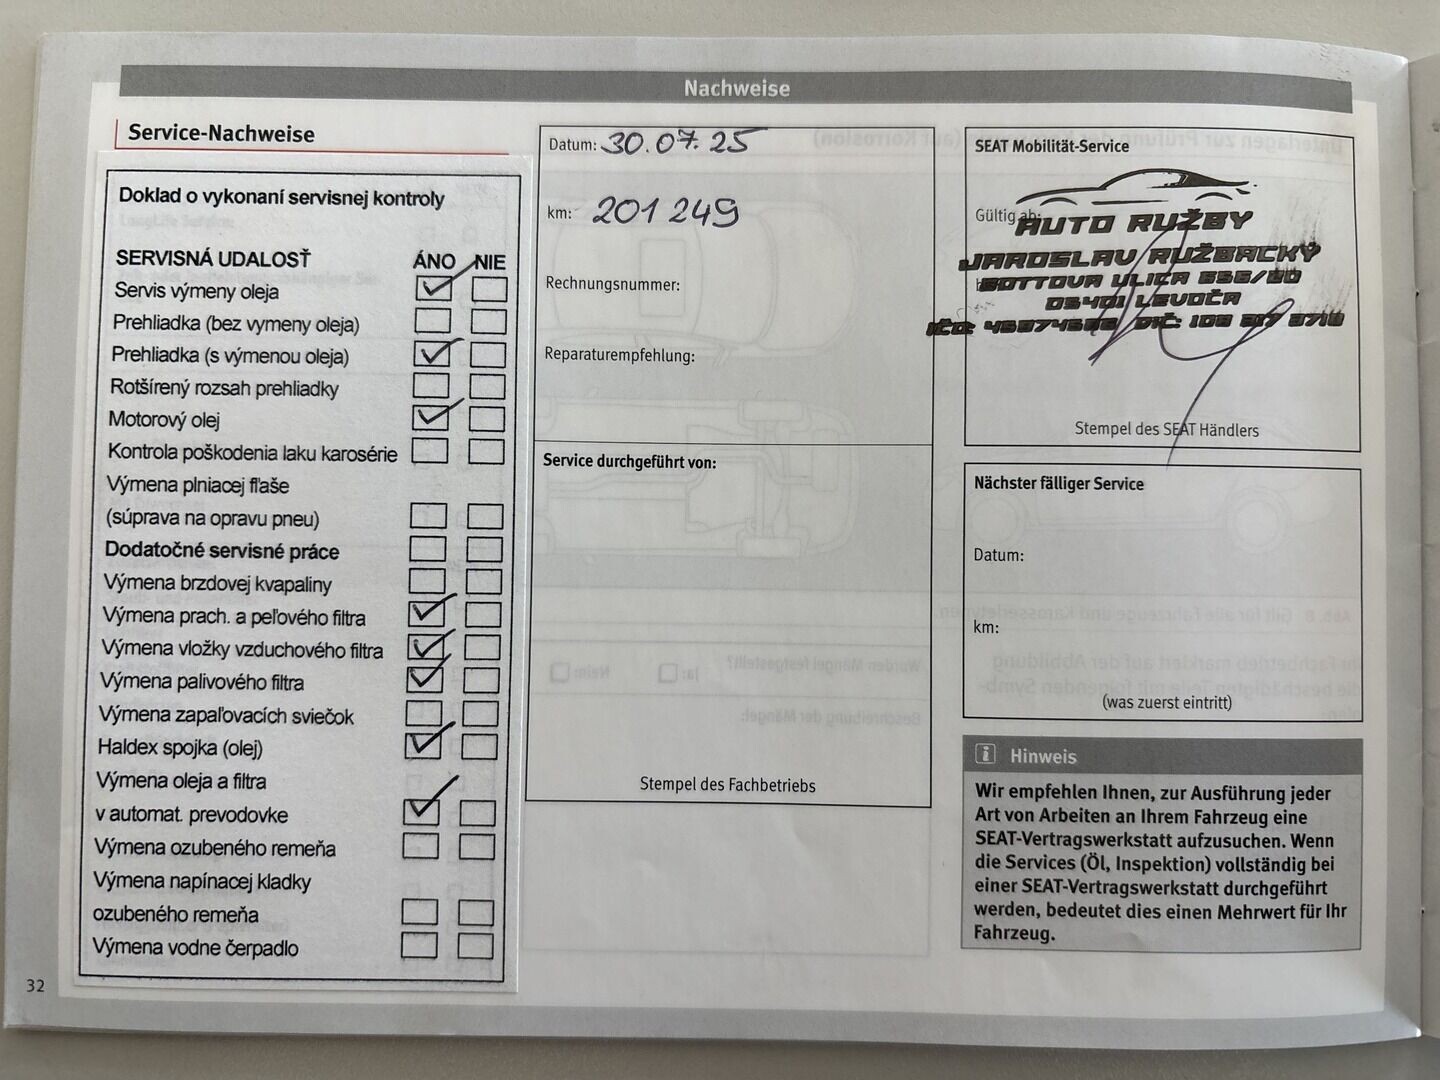 Nachweise
Service-Nachweise
Doklad o vykonaní servisnej kontroly
SERVISNÁ UDALOSŤ ÁNO NIE
Servis výmeny oleja
Prehliadka (bez vymeny oleja)
Prehliadka (s výmenou oleja)
Rotšírený rozsah prehliadky
Motorový olej
Kontrola poškodenia laku karosérie
Výmena plniacej fľaše
(súprava na opravu pneu)
Dodatočné servisné práce
Výmena brzdovej kvapaliny
Výmena prach. a peľového filtra
Výmena vložky vzduchového filtra
Výmena palivového filtra
Výmena zapaľovacích sviečok
Haldex spojka (olej)
Výmena oleja a filtra
v automat. prevodovke
Výmena ozubeného remeňa
Výmena napínacej kladky
ozubeného remeňa
Výmena vodne čerpadlo
32
Datum: 30.07.25
km: 201 249
Rechnungsnummer:
Reparaturempfehlung:
Service durchgeführt von:
Stempel des Fachbetriebs
SEAT Mobilität-Service
Gültig ab:
AUTO RUŽBY
JAROSLAV RUŽBACKÝ
BOTTOVA ULICA
05401 LEVOČA
IČO: DIČ:
Stempel des SEAT Händlers
Nächster fälliger Service
Datum:
km:
(was zuerst eintritt)
i Hinweis
Wir empfehlen Ihnen, zur Ausführung jeder
Art von Arbeiten an Ihrem Fahrzeug eine
SEAT-Vertragswerkstatt aufzusuchen. Wenn
die Services (Öl, Inspektion) vollständig bei
einer SEAT-Vertragswerkstatt durchgeführt
werden, bedeutet dies einen Mehrwert für Ihr
Fahrzeug.